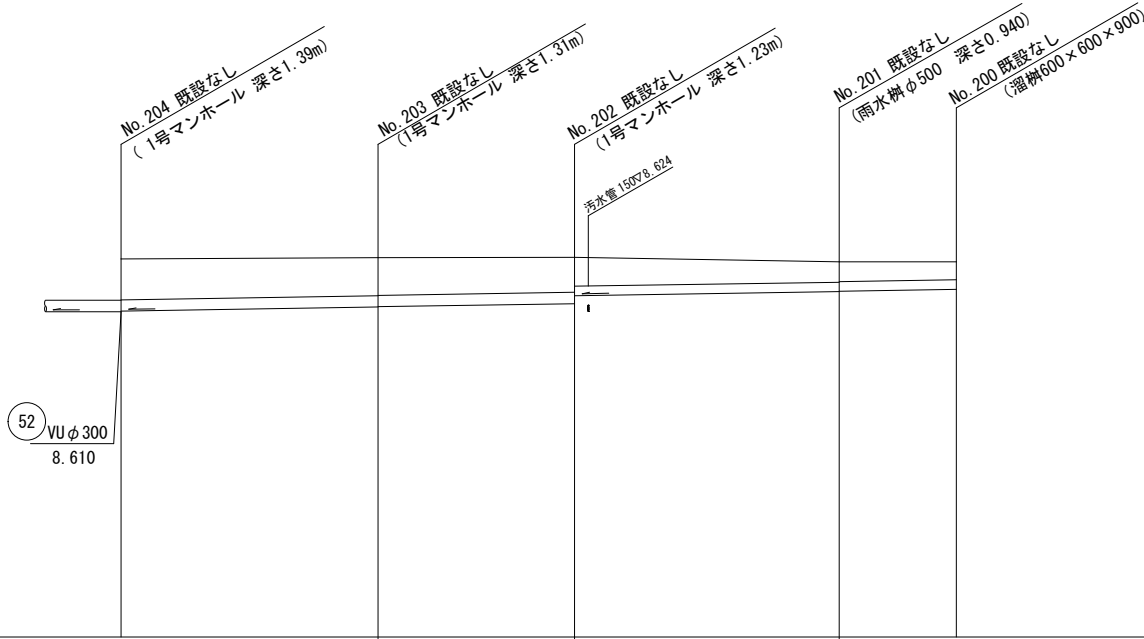 No.204 既設なし
( 1号マンホール 深さ1.39m)
No.203 既設なし
(1号マンホール 深さ1.31m)
No.202 既設なし
(1号マンホール 深さ1.23m)
No.201 既設なし
(雨水桝φ500 深さ0.940)
No.200 既設なし
(溜桝600×600×900)
汚水管150▽8.624
52
VUφ300
8.610